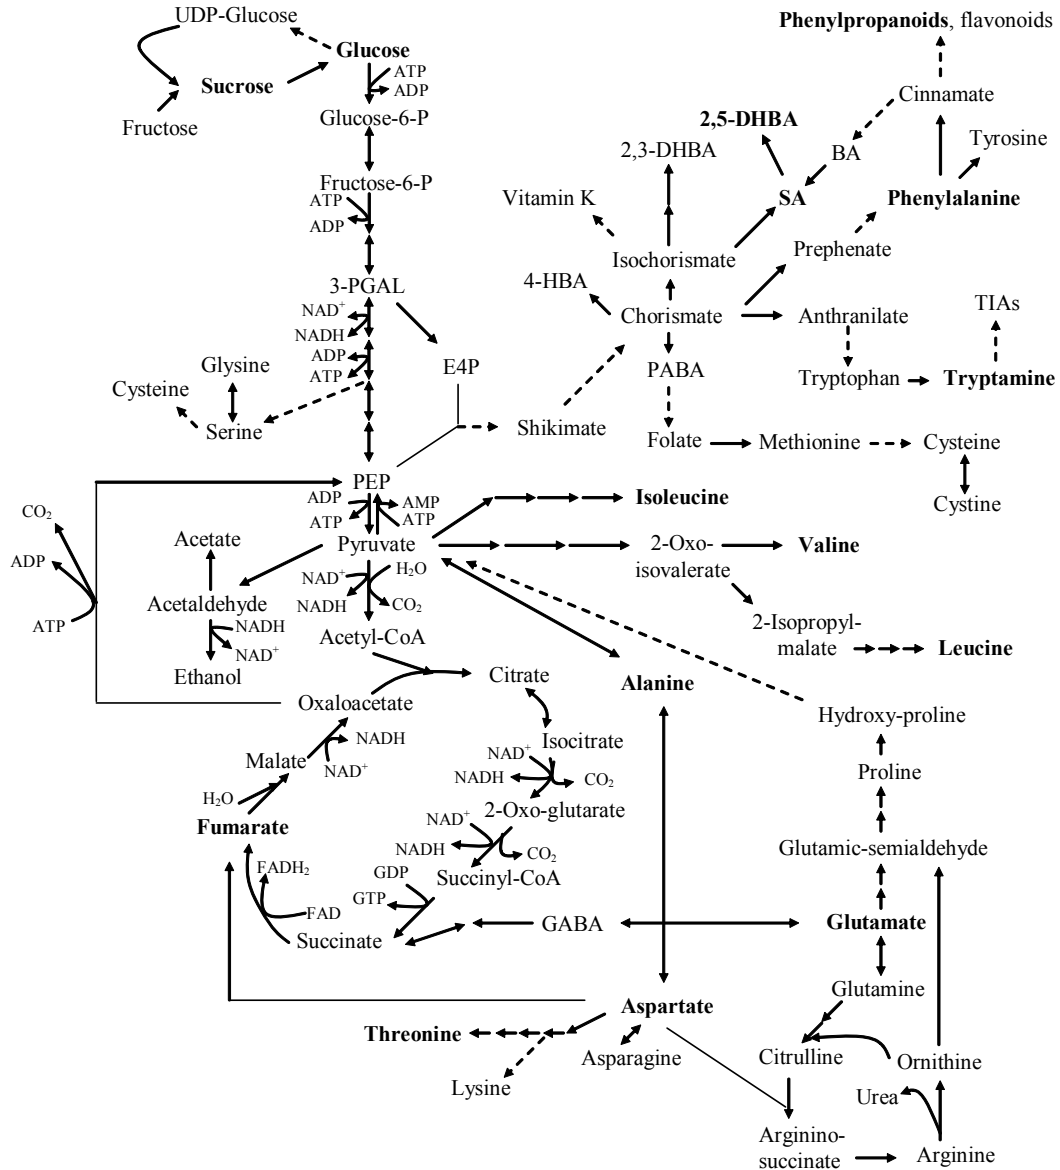 UDP-Glucose
Phenylpropanoids, flavonoids
Glucose
ATP
Sucrose
ADP
Cinnamate
Fructose
Glucose-6-P
2,5-DHBA
Tyrosine
2,3-DHBA
BA
Fructose-6-P
ATP
Vitamin K
SA
Phenylalanine
ADP
Prephenate
Isochorismate
3-PGAL
4-HBA
NAD+
Chorismate
Anthranilate
TIAs
NADH
ADP
Glysine
E4P
PABA
ATP
Cysteine
Tryptophan
Tryptamine
Serine
Shikimate
Folate
Methionine
Cysteine
PEP
CO2
ADP
AMP
Isoleucine
Cystine
ATP
ATP
Acetate
Pyruvate
2-Oxo-
isovalerate
Valine
ADP
NAD+
H2O
Acetaldehyde
NADH
CO2
ATP
NADH
Acetyl-CoA
2-Isopropyl-
malate
Leucine
NAD+
Ethanol
Citrate
Alanine
Oxaloacetate
Hydroxy-proline
NADH
Isocitrate
Malate
NAD+
NAD+
NADH
CO2
Proline
H2O
2-Oxo-glutarate
Fumarate
NAD+
NADH
CO2
Glutamic-semialdehyde
FADH2
GDP
Succinyl-CoA
GTP
FAD
GABA
Glutamate
Succinate
Glutamine
Aspartate
Threonine
Asparagine
Citrulline
Ornithine
Lysine
Urea
Arginino-
succinate
Arginine